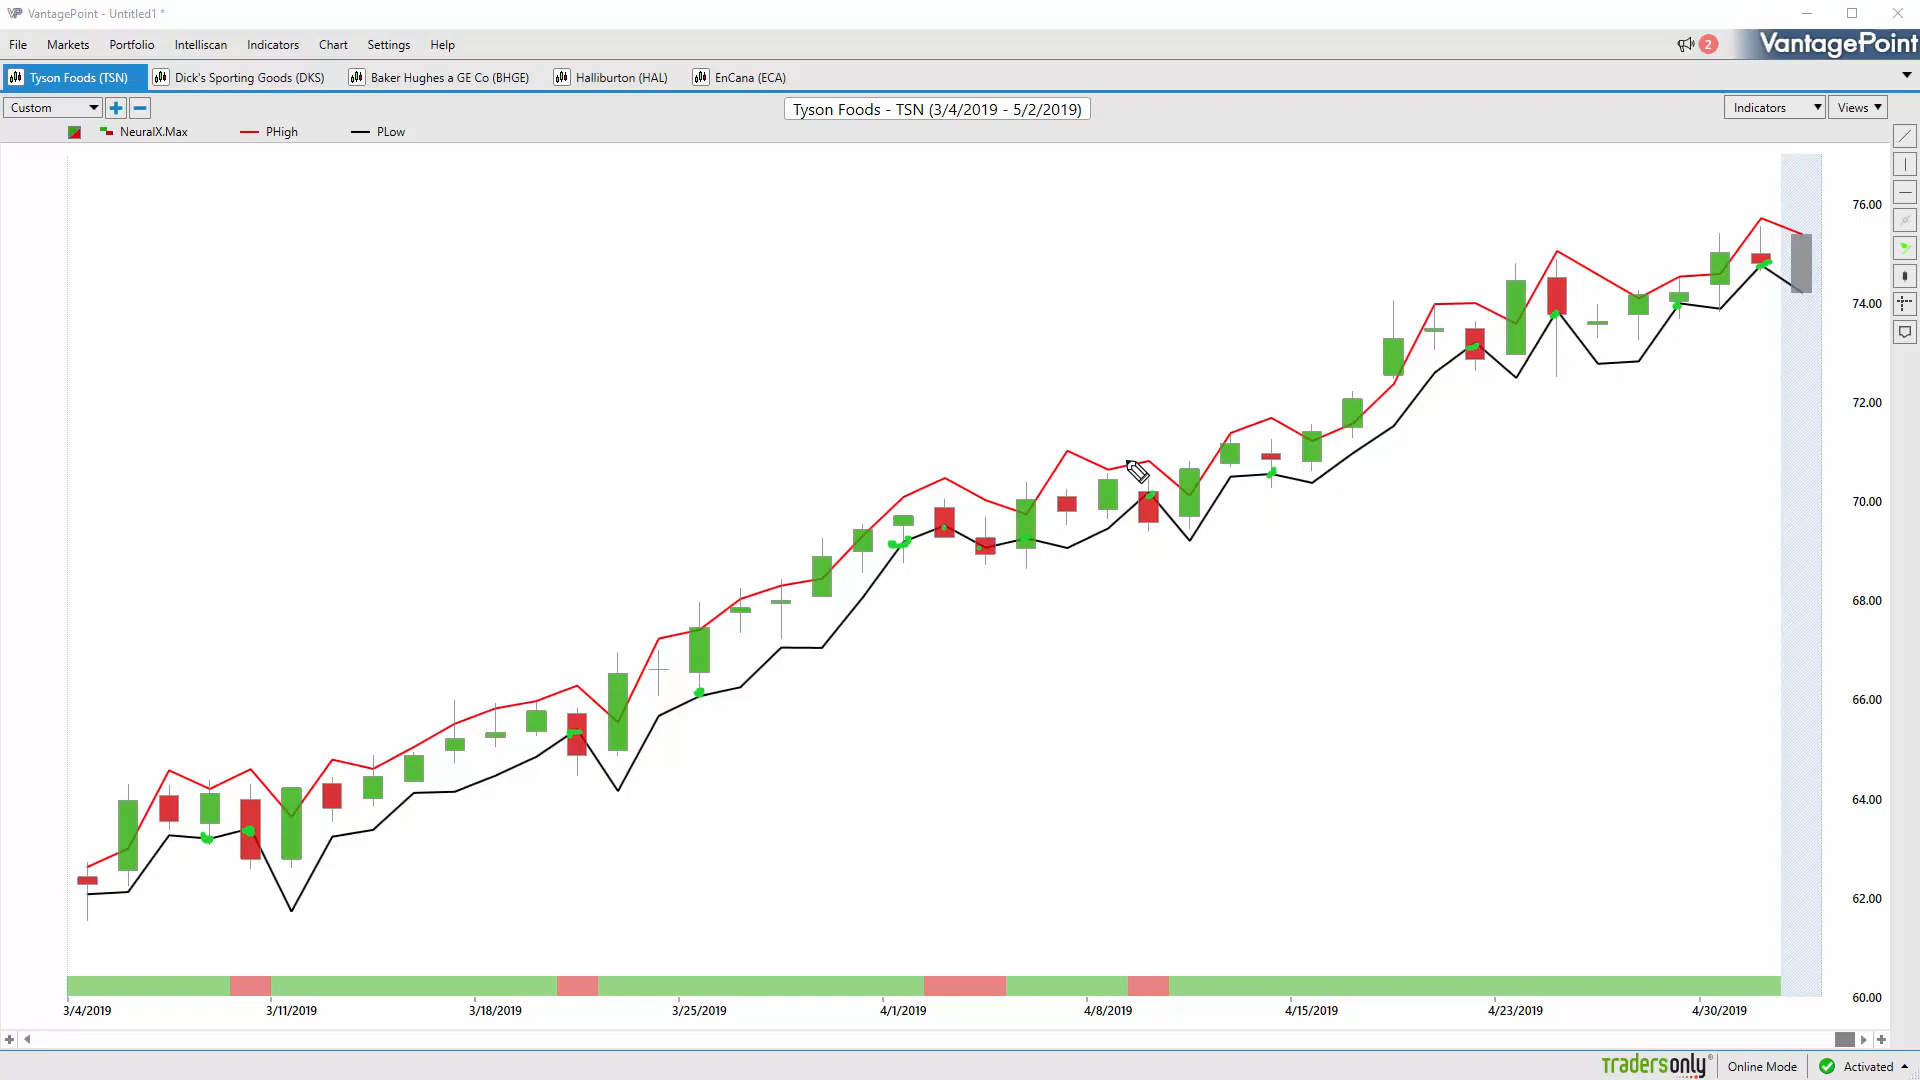 VantagePoint - Untitled1 *
File Markets Portfolio Intelliscan Indicators Chart Settings Help 2 VantagePoint
Tyson Foods (TSN) Dick's Sporting Goods (DKS) Baker Hughes a GE Co (BHGE) Halliburton (HAL) EnCana (ECA)
Custom Tyson Foods - TSN (3/4/2019 - 5/2/2019) Indicators Views
NeuralX.Max PHigh PLow
76.00
74.00
72.00
70.00
68.00
66.00
64.00
62.00
60.00
3/4/2019 3/11/2019 3/18/2019 3/25/2019 4/1/2019 4/8/2019 4/15/2019 4/23/2019 4/30/2019
tradersonly Online Mode Activated